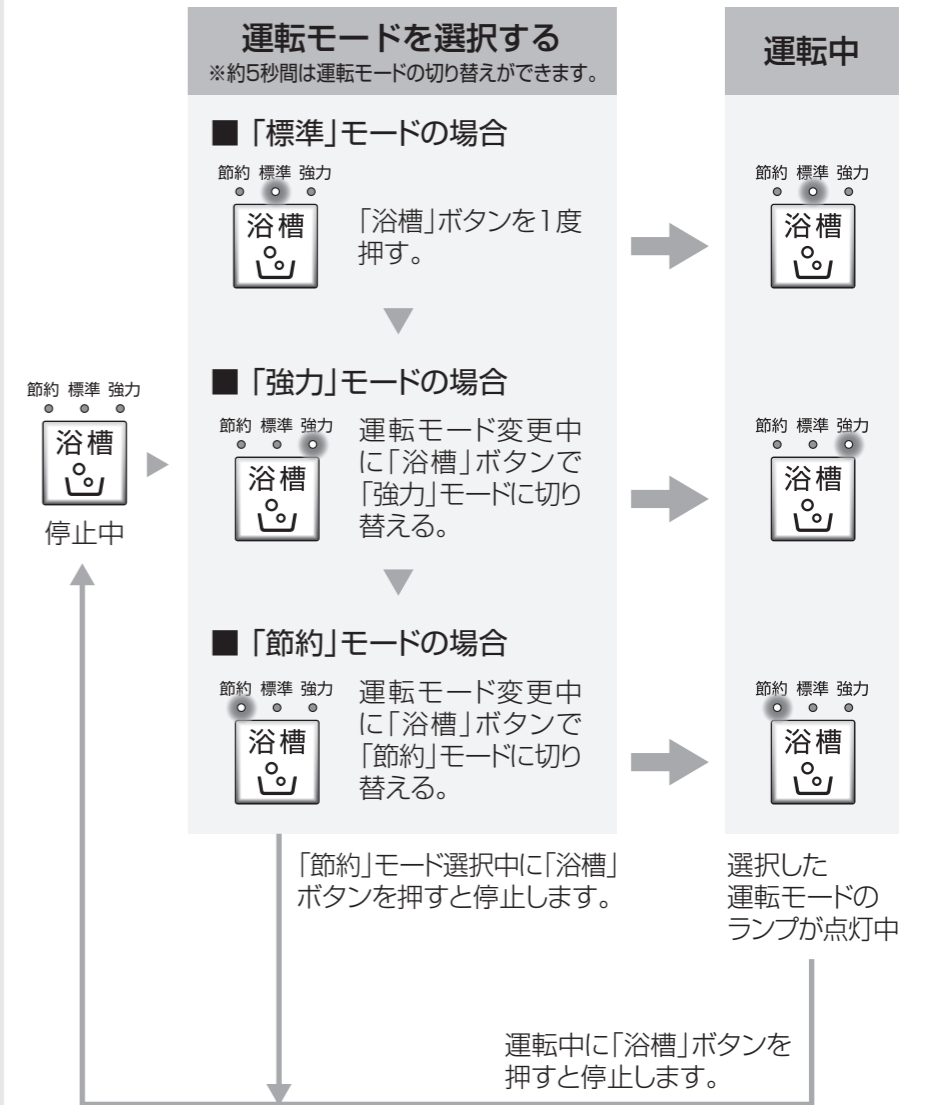 運転モードを選択する
※約5秒間は運転モードの切り替えができます。
運転中
■「標準」モードの場合
節約 標準 強力
浴槽
「浴槽」ボタンを1度
押す。
節約 標準 強力
浴槽
節約 標準 強力
浴槽
停止中
■「強力」モードの場合
節約 標準 強力
浴槽
運転モード変更中
に「浴槽」ボタンで
「強力」モードに切り
替える。
節約 標準 強力
浴槽
■「節約」モードの場合
節約 標準 強力
浴槽
運転モード変更中
に「浴槽」ボタンで
「節約」モードに切り
替える。
節約 標準 強力
浴槽
「節約」モード選択中に「浴槽」
ボタンを押すと停止します。
選択した
運転モードの
ランプが点灯中
運転中に「浴槽」ボタンを
押すと停止します。